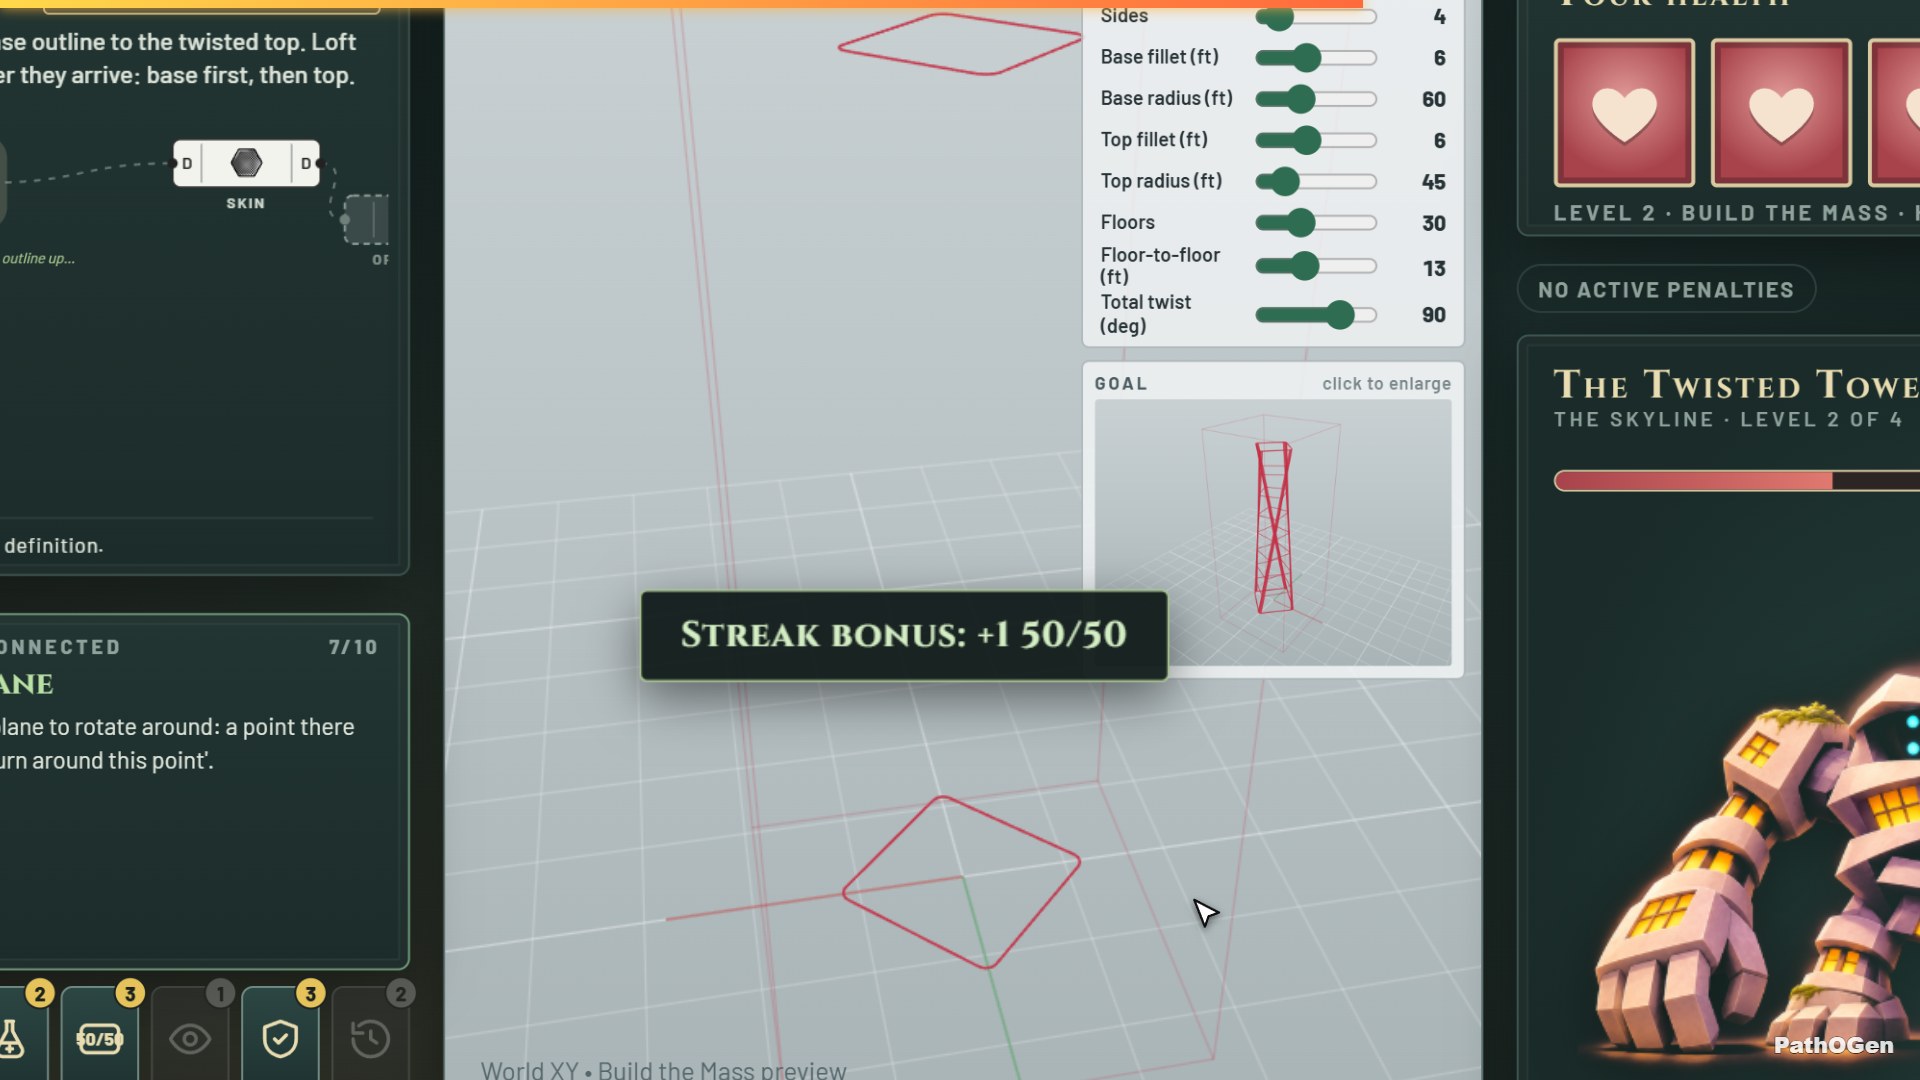 se outline to the twisted top. Loft
er they arrive: base first, then top.
D
D
SKIN
outline up...
definition.
ONNECTED
7/10
ANE
plane to rotate around: a point there
urn around this point'.
2
3
1
3
2
50/50
Sides
4
Base fillet (ft)
6
Base radius (ft)
60
Top fillet (ft)
6
Top radius (ft)
45
Floors
30
Floor-to-floor
(ft)
13
Total twist
(deg)
90
GOAL
click to enlarge
STREAK BONUS: +1 50/50
World XY • Build the Mass preview
YOUR HEALTH
LEVEL 2 · BUILD THE MASS ·
NO ACTIVE PENALTIES
THE TWISTED TOWE
THE SKYLINE · LEVEL 2 OF 4
PathOGen